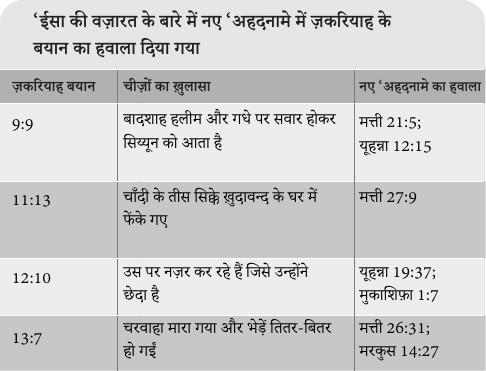 ‘ईसा की वज़ारत के बारे में नए ‘अहदनामे में ज़करियाह के
बयान का हवाला दिया गया
ज़करियाह बयान चीज़ों का ख़ुलासा नए ‘अहदनामे का हवाला
9:9 बादशाह हलीम और गधे पर सवार होकर मत्ती 21:5;
सिय्यून को आता है यूहन्ना 12:15
11:13 चाँदी के तीस सिक्के ख़ुदावन्द के घर में मत्ती 27:9
फेंके गए
12:10 उस पर नज़र कर रहे हैं जिसे उन्होंने यूहन्ना 19:37;
छेदा है मुकाशिफ़ा 1:7
13:7 चरवाहा मारा गया और भेड़ें तितर-बितर मत्ती 26:31;
हो गईं मरकुस 14:27